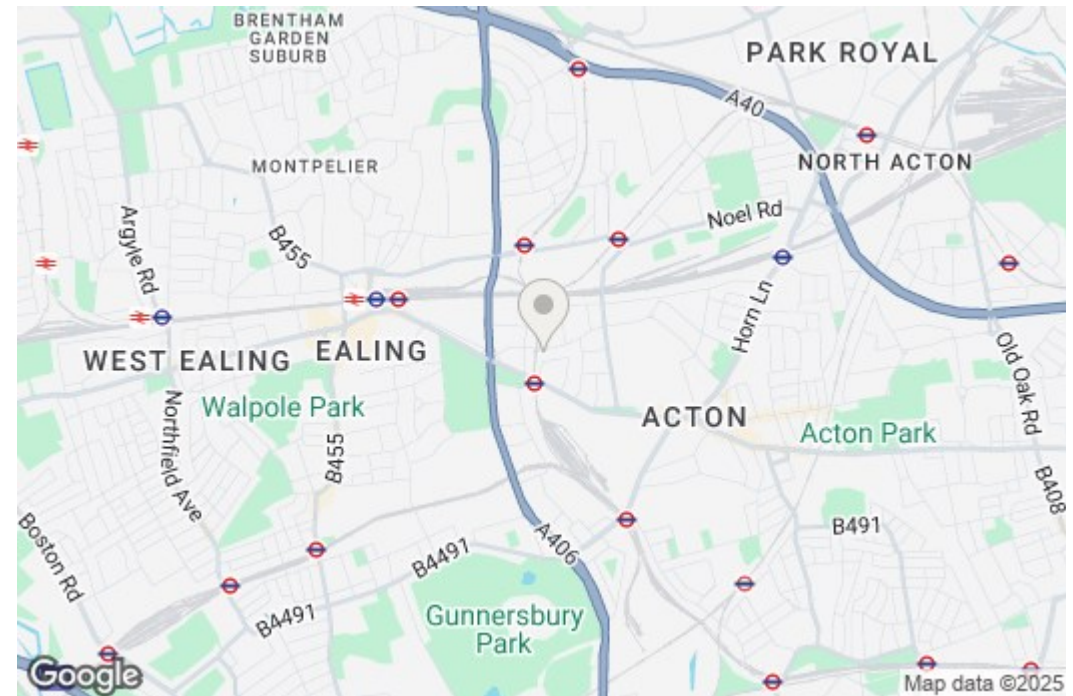 BRENTHAM
GARDEN
SUBURB
PARK ROYAL
A40
MONTPELIER
NORTH ACTON
Argyle Rd
Noel Rd
B455
Horn Ln
WEST EALING
EALING
Old Oak Rd
Walpole Park
ACTON
Acton Park
Northfield Ave
B455
B408
Boston Rd
B491
A406
B4491
B4491
Gunnersbury
Park
Google
Map data ©2025